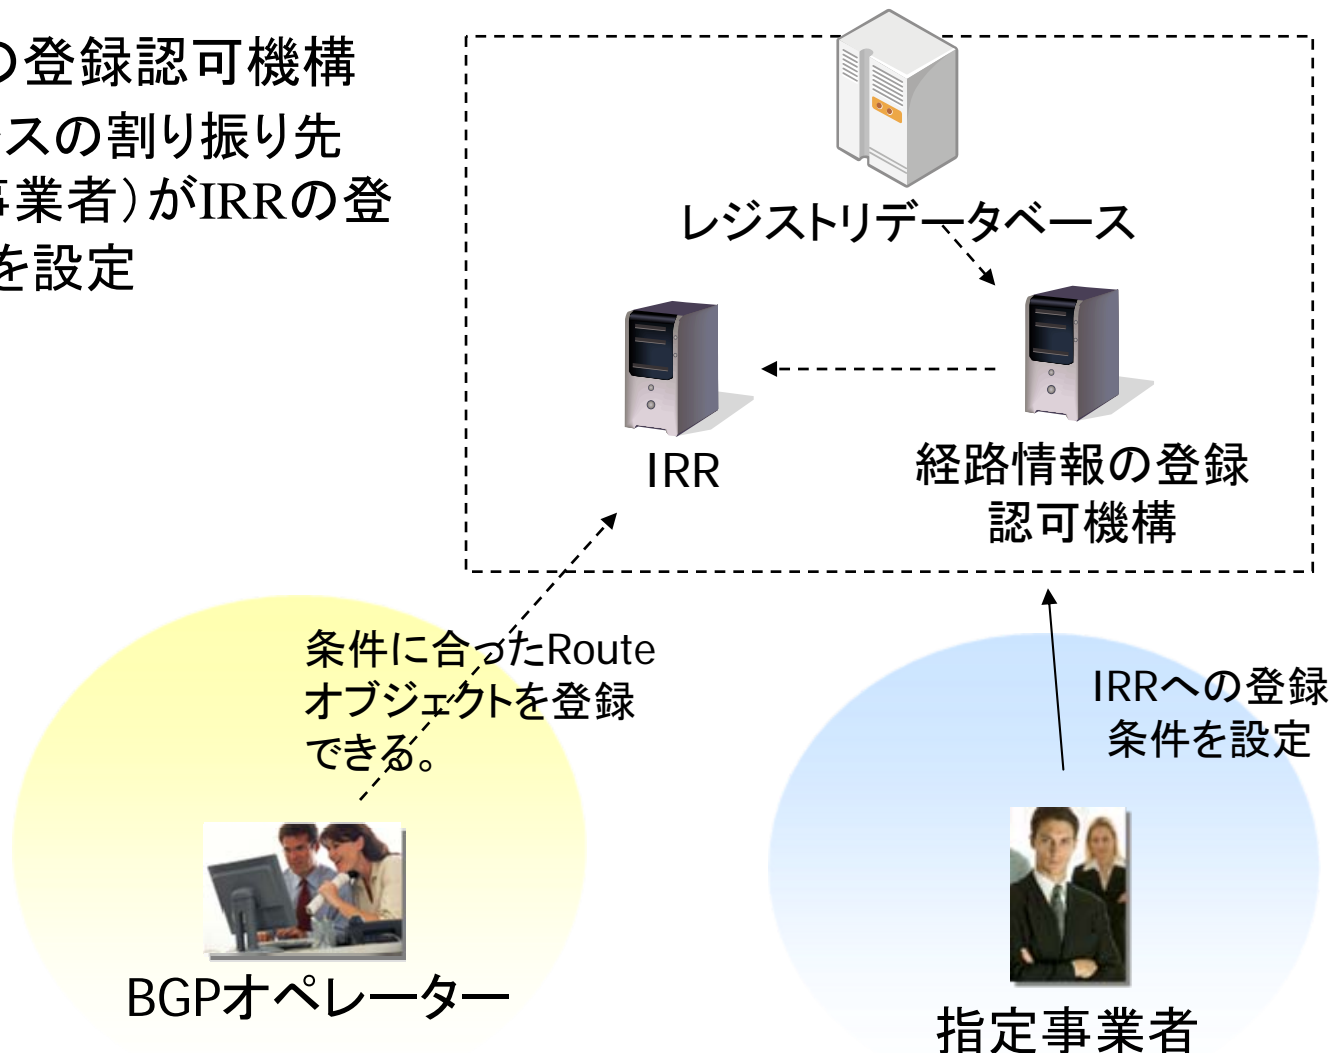 の登録認可機構
スの割り振り先
事業者）がIRRの登
を設定
レジストリデータベース
IRR
経路情報の登録
認可機構
条件に合ったRoute
オブジェクトを登録
できる。
IRRへの登録
条件を設定
BGPオペレーター
指定事業者